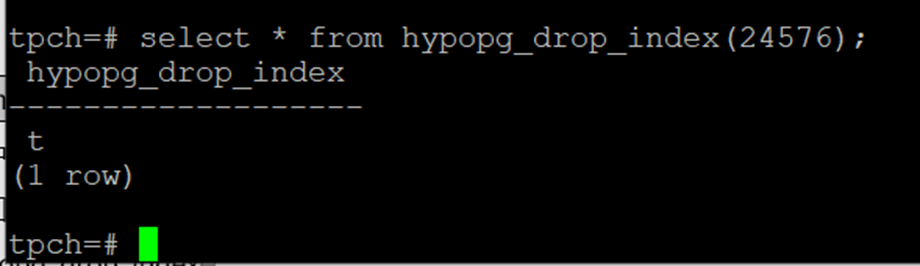 tpch=# select * from hypopg_drop_index(24576);
 hypopg_drop_index
-------------------
 t
(1 row)
tpch=#